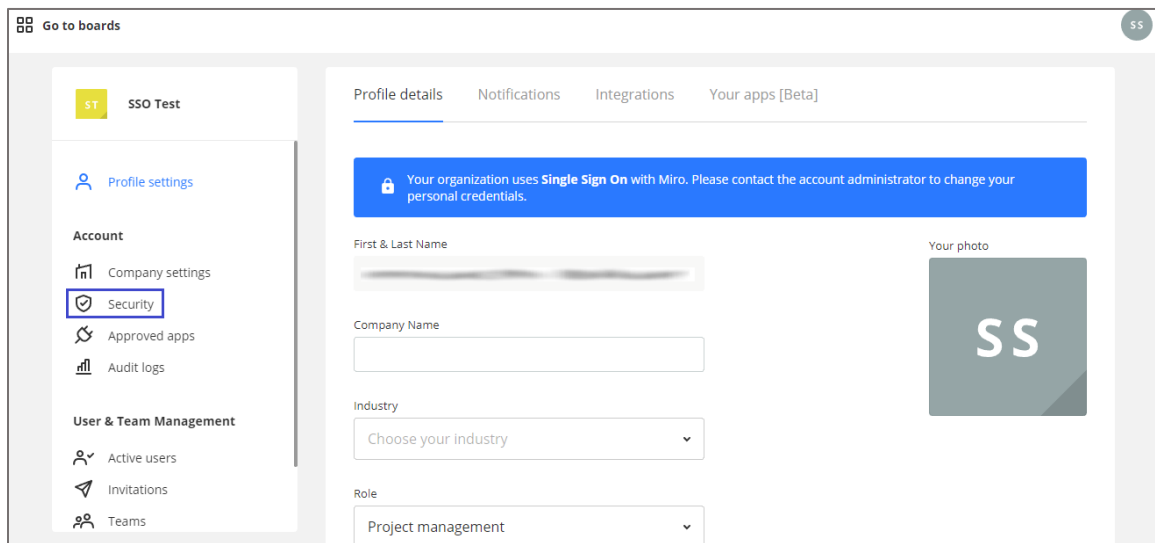 Go to boards
SS
ST
SSO Test
Profile settings
Account
Company settings
Security
Approved apps
Audit logs
User & Team Management
Active users
Invitations
Teams
Profile details Notifications Integrations Your apps [Beta]
Your organization uses Single Sign On with Miro. Please contact the account administrator to change your
personal credentials.
First & Last Name
Your photo
SS
Company Name
Industry
Choose your industry
Role
Project management